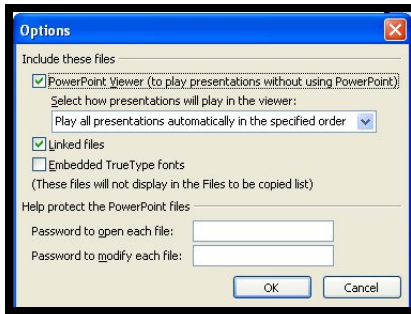 Options
Include these files
PowerPoint Viewer (to play presentations without using PowerPoint)
Select how presentations will play in the viewer:
Play all presentations automatically in the specified order
Linked files
Embedded TrueType fonts
(These files will not display in the Files to be copied list)
Help protect the PowerPoint files
Password to open each file:
Password to modify each file:
OK Cancel